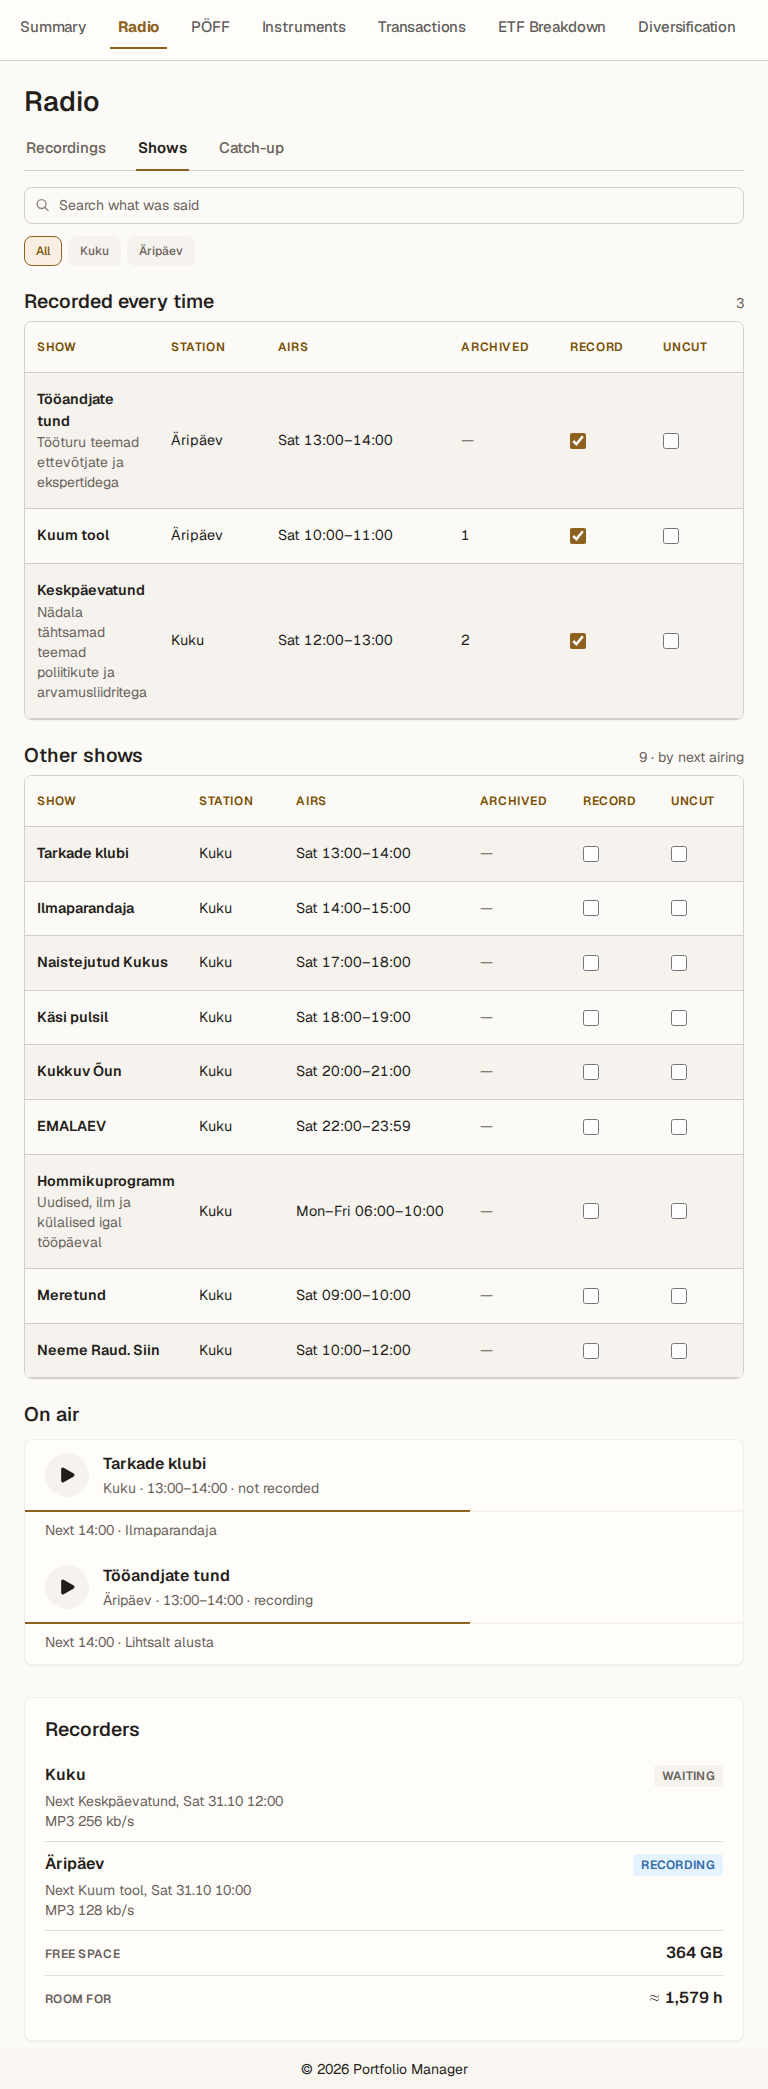 Summary Radio PÖFF Instruments Transactions ETF Breakdown Diversification
Radio
Recordings Shows Catch-up
Search what was said
All Kuku Äripäev
Recorded every time 3
SHOW STATION AIRS ARCHIVED RECORD UNCUT
Tööandjate
tund
Tööturu teemad
ettevõtjate ja
ekspertidega
Äripäev Sat 13:00–14:00 —
Kuum tool Äripäev Sat 10:00–11:00 1
Keskpäevatund
Nädala
tähtsamad
teemad
poliitikute ja
arvamusliidritega
Kuku Sat 12:00–13:00 2
Other shows 9 · by next airing
SHOW STATION AIRS ARCHIVED RECORD UNCUT
Tarkade klubi Kuku Sat 13:00–14:00 —
Ilmaparandaja Kuku Sat 14:00–15:00 —
Naistejutud Kukus Kuku Sat 17:00–18:00 —
Käsi pulsil Kuku Sat 18:00–19:00 —
Kukkuv Õun Kuku Sat 20:00–21:00 —
EMALAEV Kuku Sat 22:00–23:59 —
Hommikuprogramm
Uudised, ilm ja
külalised igal
tööpäeval
Kuku Mon–Fri 06:00–10:00 —
Meretund Kuku Sat 09:00–10:00 —
Neeme Raud. Siin Kuku Sat 10:00–12:00 —
On air
Tarkade klubi
Kuku · 13:00–14:00 · not recorded
Next 14:00 · Ilmaparandaja
Tööandjate tund
Äripäev · 13:00–14:00 · recording
Next 14:00 · Lihtsalt alusta
Recorders
Kuku WAITING
Next Keskpäevatund, Sat 31.10 12:00
MP3 256 kb/s
Äripäev RECORDING
Next Kuum tool, Sat 31.10 10:00
MP3 128 kb/s
FREE SPACE 364 GB
ROOM FOR ≈ 1,579 h
© 2026 Portfolio Manager